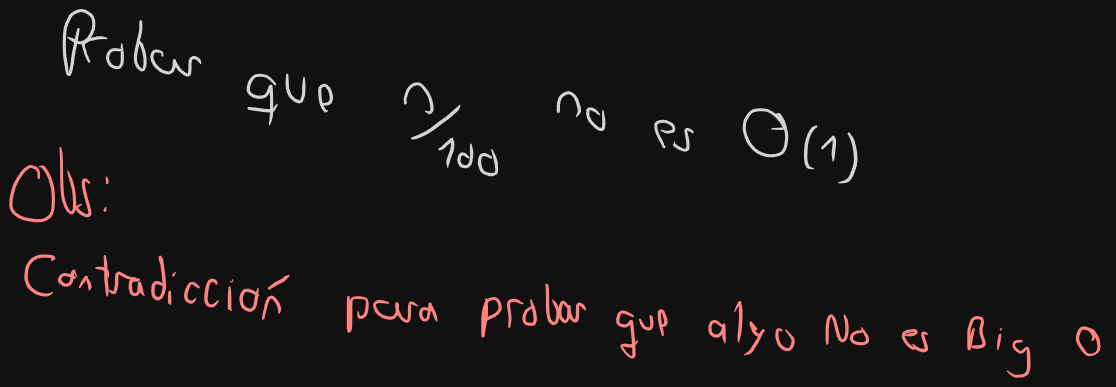 Probar que n/100 no es O(1)
Obs:
Contradicción para probar que algo No es Big O